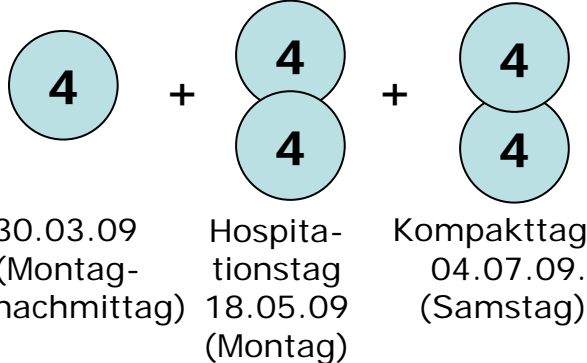 4 + 4 + 4
4 4
30.03.09
(Montag-
nachmittag)
Hospita-
tionstag
18.05.09
(Montag)
Kompakttag
04.07.09.
(Samstag)